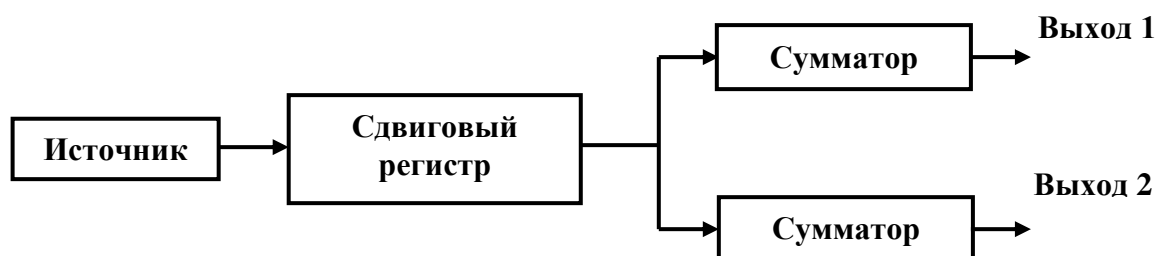 Выход 1
Сумматор
Сдвиговый
регистр
Источник
Выход 2
Сумматор